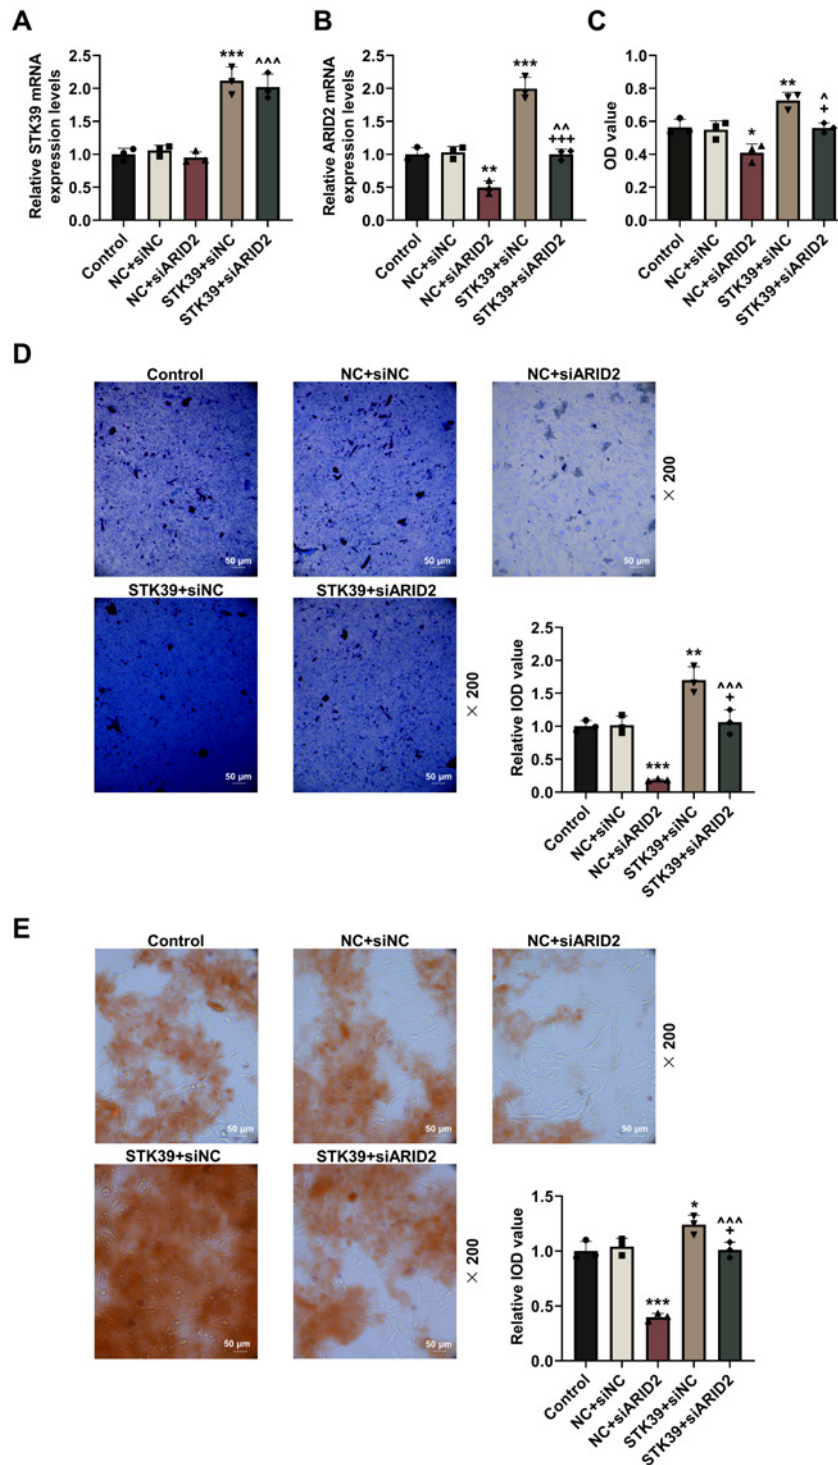 A
Relative STK39 mRNA
expression levels
2.5
2.0
1.5
1.0
0.5
0.0
***
^^^
Control
NC+siNC
NC+siARID2
STK39+siNC
STK39+siARID2
B
Relative ARID2 mRNA
expression levels
2.5
2.0
1.5
1.0
0.5
0.0
**
***
^^
+++
Control
NC+siNC
NC+siARID2
STK39+siNC
STK39+siARID2
C
OD value
1.0
0.8
0.6
0.4
0.2
0.0
*
**
^
+
Control
NC+siNC
NC+siARID2
STK39+siNC
STK39+siARID2
D
Control
50 μm
NC+siNC
50 μm
NC+siARID2
50 μm
× 200
STK39+siNC
50 μm
STK39+siARID2
50 μm
× 200
Relative IOD value
2.5
2.0
1.5
1.0
0.5
0.0
***
**
^^^
+
Control
NC+siNC
NC+siARID2
STK39+siNC
STK39+siARID2
E
Control
50 μm
NC+siNC
50 μm
NC+siARID2
50 μm
× 200
STK39+siNC
50 μm
STK39+siARID2
50 μm
× 200
Relative IOD value
1.5
1.0
0.5
0.0
***
*
^^^
+
Control
NC+siNC
NC+siARID2
STK39+siNC
STK39+siARID2